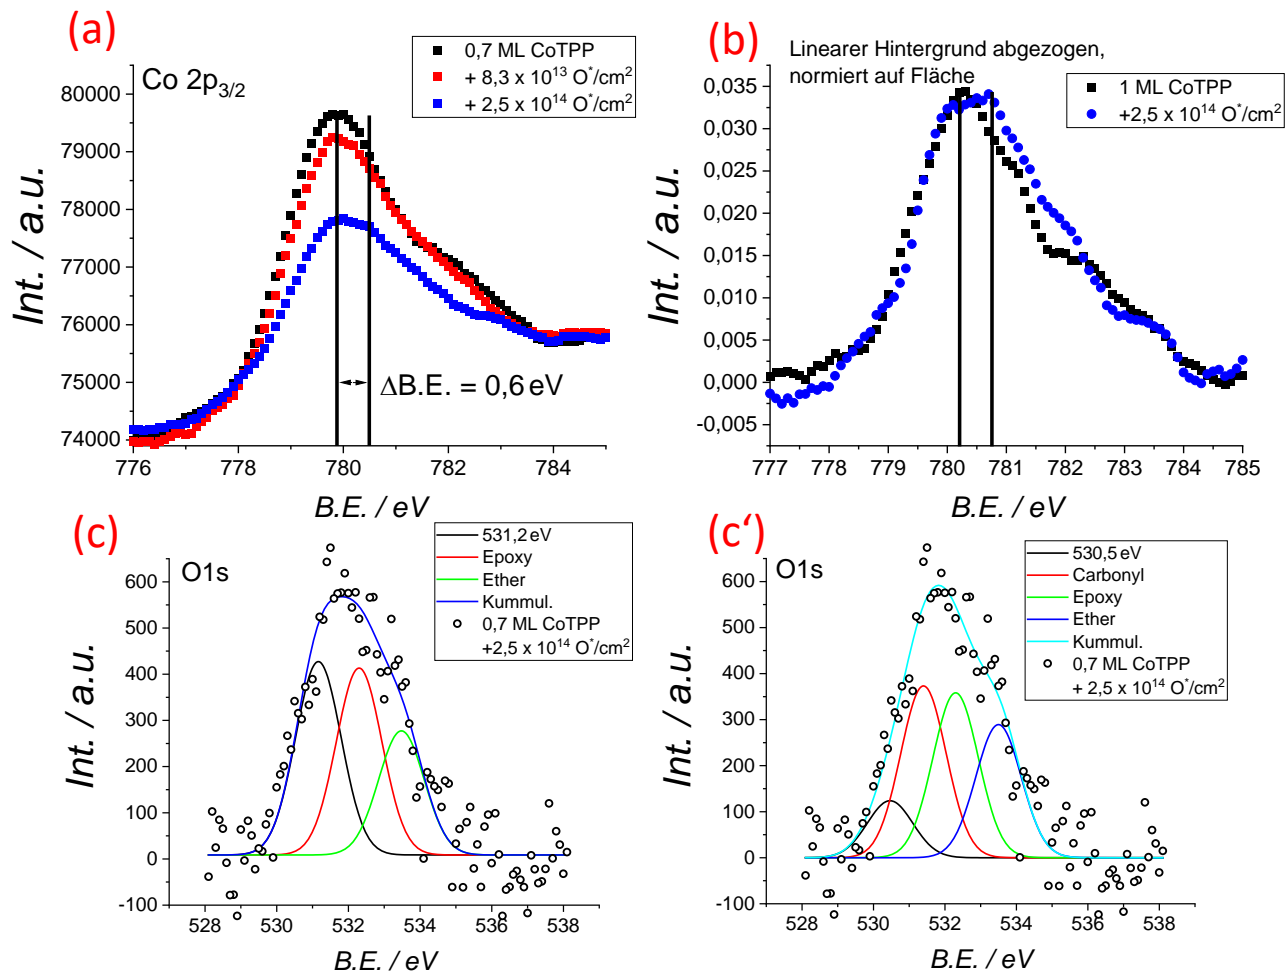 (a)
Co 2p3/2
0,7 ML CoTPP
+ 8,3 x 10^13 O*/cm²
+ 2,5 x 10^14 O*/cm²
80000
79000
78000
77000
76000
75000
74000
776 778 780 782 784
Int. / a.u.
B.E. / eV
ΔB.E. = 0,6 eV
(b)
Linearer Hintergrund abgezogen,
normiert auf Fläche
1 ML CoTPP
+2,5 x 10^14 O*/cm²
0,035
0,030
0,025
0,020
0,015
0,010
0,005
0,000
-0,005
777 778 779 780 781 782 783 784 785
Int. / a.u.
B.E. / eV
(c)
O1s
531,2 eV
Epoxy
Ether
Kummul.
0,7 ML CoTPP
+2,5 x 10^14 O*/cm²
600
500
400
300
200
100
0
-100
528 530 532 534 536 538
Int. / a.u.
B.E. / eV
(c‘)
O1s
530,5 eV
Carbonyl
Epoxy
Ether
Kummul.
0,7 ML CoTPP
+ 2,5 x 10^14 O*/cm²
600
500
400
300
200
100
0
-100
528 530 532 534 536 538
Int. / a.u.
B.E. / eV